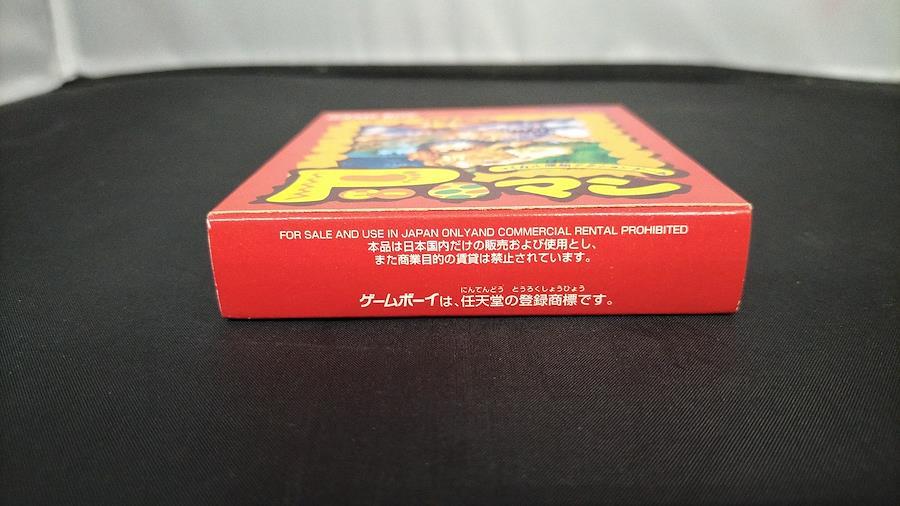 FOR SALE AND USE IN JAPAN ONLYAND COMMERCIAL RENTAL PROHIBITED
本品は日本国内だけの販売および使用とし、
また商業目的の賃貸は禁止されています。
にんてんどう とうろくしょうひょう
ゲームボーイは、任天堂の登録商標です。